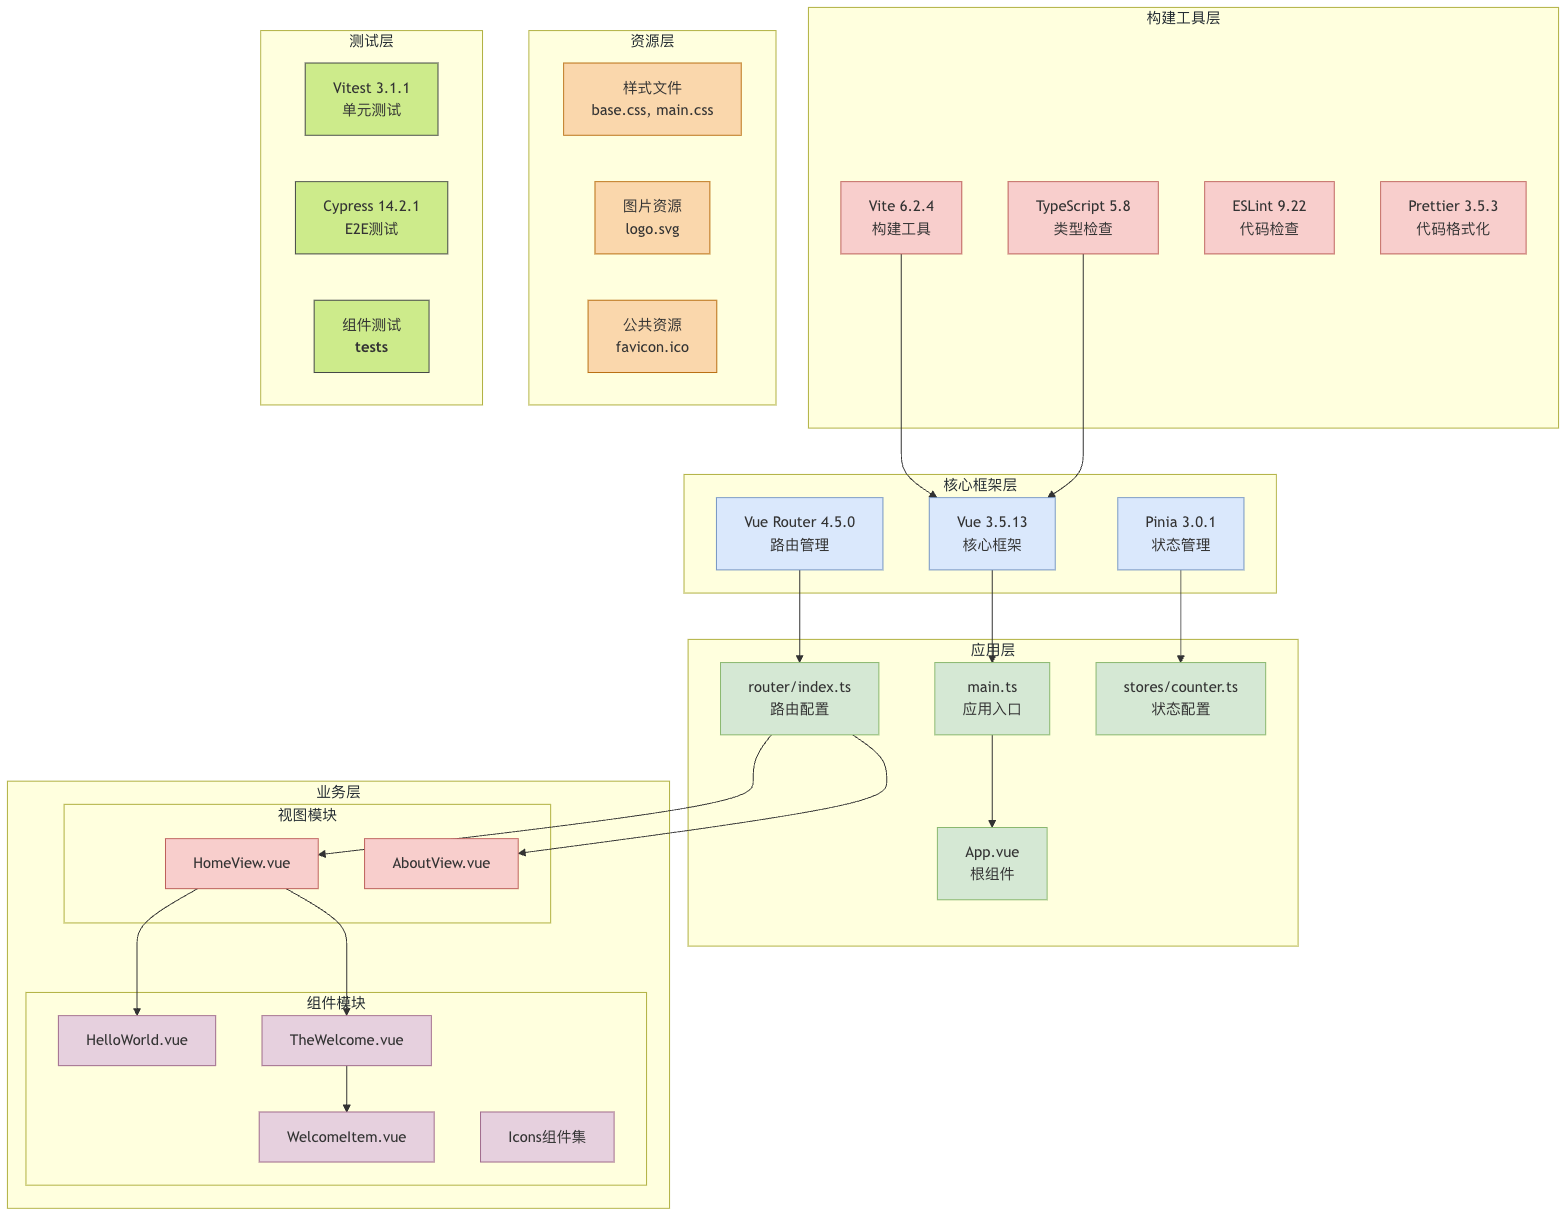 构建工具层
测试层
Vitest 3.1.1
单元测试
Cypress 14.2.1
E2E测试
组件测试
tests
资源层
样式文件
base.css, main.css
图片资源
logo.svg
公共资源
favicon.ico
Vite 6.2.4
构建工具
TypeScript 5.8
类型检查
ESLint 9.22
代码检查
Prettier 3.5.3
代码格式化
核心框架层
Vue Router 4.5.0
路由管理
Vue 3.5.13
核心框架
Pinia 3.0.1
状态管理
应用层
router/index.ts
路由配置
main.ts
应用入口
stores/counter.ts
状态配置
App.vue
根组件
业务层
视图模块
HomeView.vue
AboutView.vue
组件模块
HelloWorld.vue
TheWelcome.vue
WelcomeItem.vue
Icons组件集